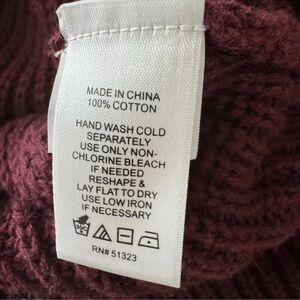 MADE IN CHINA
100% COTTON
HAND WASH COLD
SEPARATELY
USE ONLY NON-
CHLORINE BLEACH
IF NEEDED
RESHAPE &
LAY FLAT TO DRY
USE LOW IRON
IF NECESSARY
RN# 51323